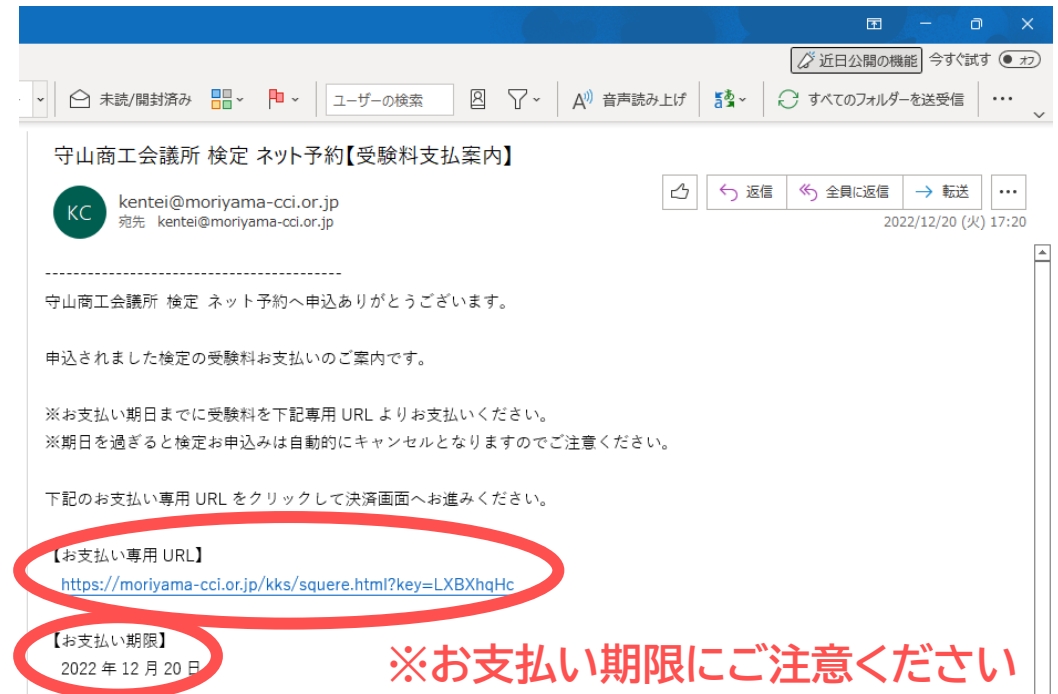 近日公開の機能 今すぐ試す オフ
未読/開封済み ユーザーの検索 A 音声読み上げ すべてのフォルダーを送受信 …
守山商工会議所 検定 ネット予約【受験料支払案内】
KC kentei@moriyama-cci.or.jp 返信 全員に返信 転送 …
宛先 kentei@moriyama-cci.or.jp 2022/12/20 (火) 17:20
------------------------------------------
守山商工会議所 検定 ネット予約へ申込ありがとうございます。
申込されました検定の受験料お支払いのご案内です。
※お支払い期日までに受験料を下記専用 URL よりお支払いください。
※期日を過ぎると検定お申込みは自動的にキャンセルとなりますのでご注意ください。
下記のお支払い専用 URL をクリックして決済画面へお進みください。
【お支払い専用 URL】
https://moriyama-cci.or.jp/kks/squere.html?key=LXBXhqHc
【お支払い期限】
2022 年 12 月 20 日
※お支払い期限にご注意ください